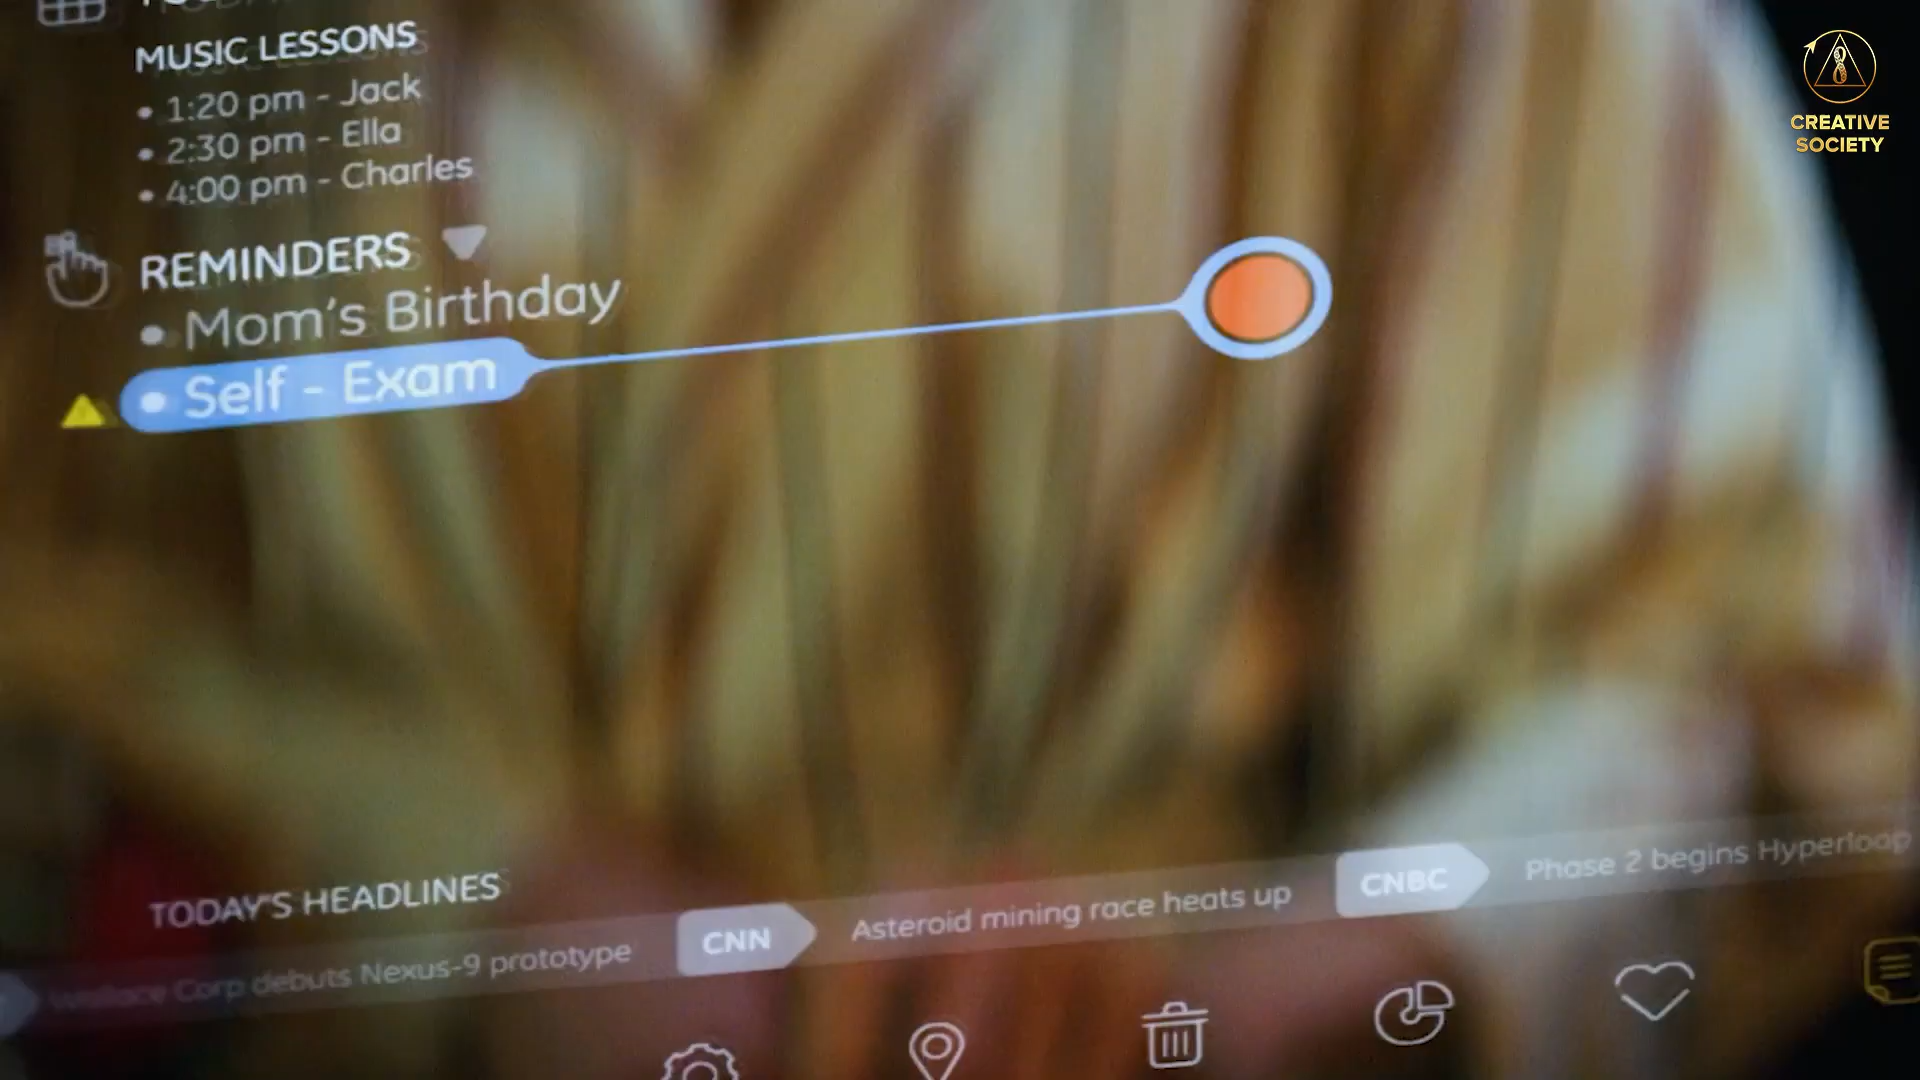 MUSIC LESSONS
• 1:20 pm - Jack
• 2:30 pm - Ella
• 4:00 pm - Charles
REMINDERS
• Mom's Birthday
• Self - Exam
CREATIVE
SOCIETY
TODAY'S HEADLINES
Wallace Corp debuts Nexus-9 prototype CNN Asteroid mining race heats up CNBC Phase 2 begins Hyperloop